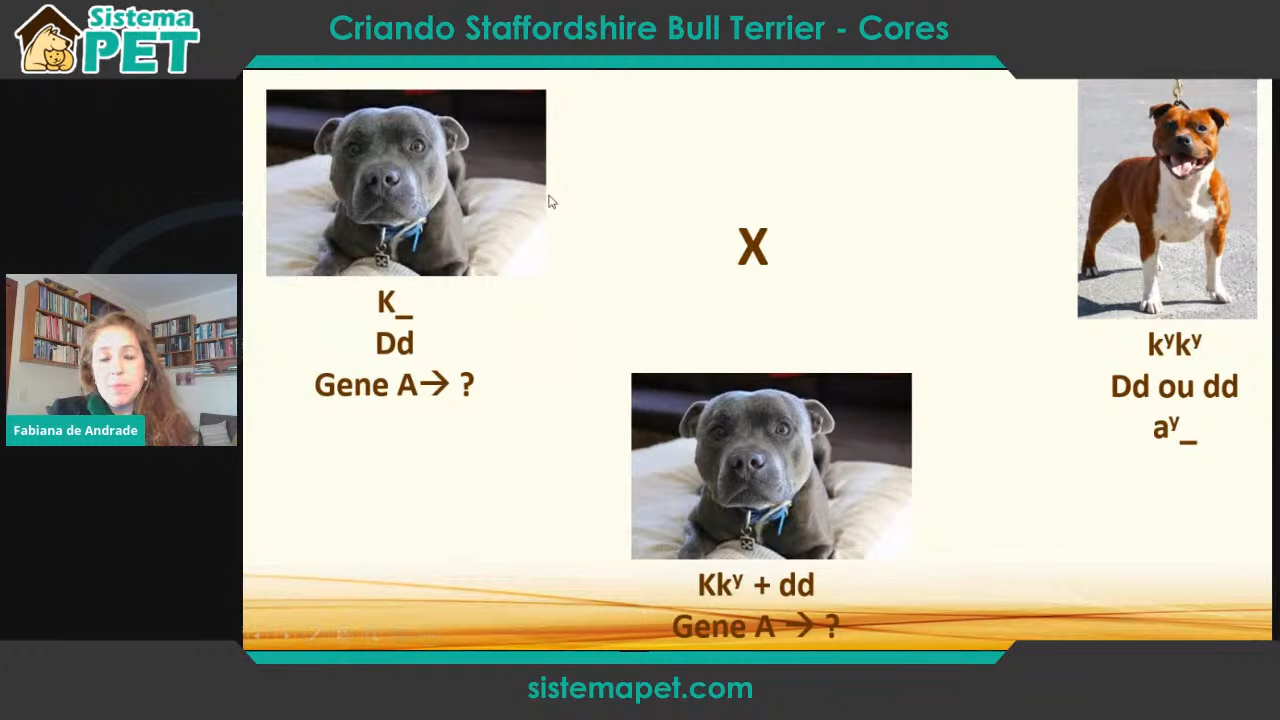 Sistema
PET
Criando Staffordshire Bull Terrier - Cores
X
K_
Dd
Gene A→ ?
kʸkʸ
Dd ou dd
aʸ_
Fabiana de Andrade
Kkʸ + dd
Gene A → ?
sistemapet.com